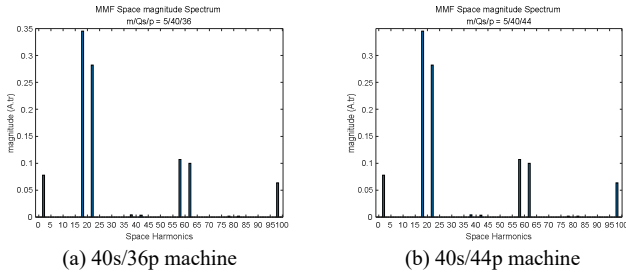 MMF Space magnitude Spectrum
m/Qs/p = 5/40/36
magnitude (A.tr)
0.35
0.3
0.25
0.2
0.15
0.1
0.05
0
0 5 10 15 20 25 30 35 40 45 50 55 60 65 70 75 80 85 90 95 100
Space Harmonics
(a) 40s/36p machine
MMF Space magnitude Spectrum
m/Qs/p = 5/40/44
magnitude (A.tr)
0.35
0.3
0.25
0.2
0.15
0.1
0.05
0
0 5 10 15 20 25 30 35 40 45 50 55 60 65 70 75 80 85 90 95 100
Space Harmonics
(b) 40s/44p machine